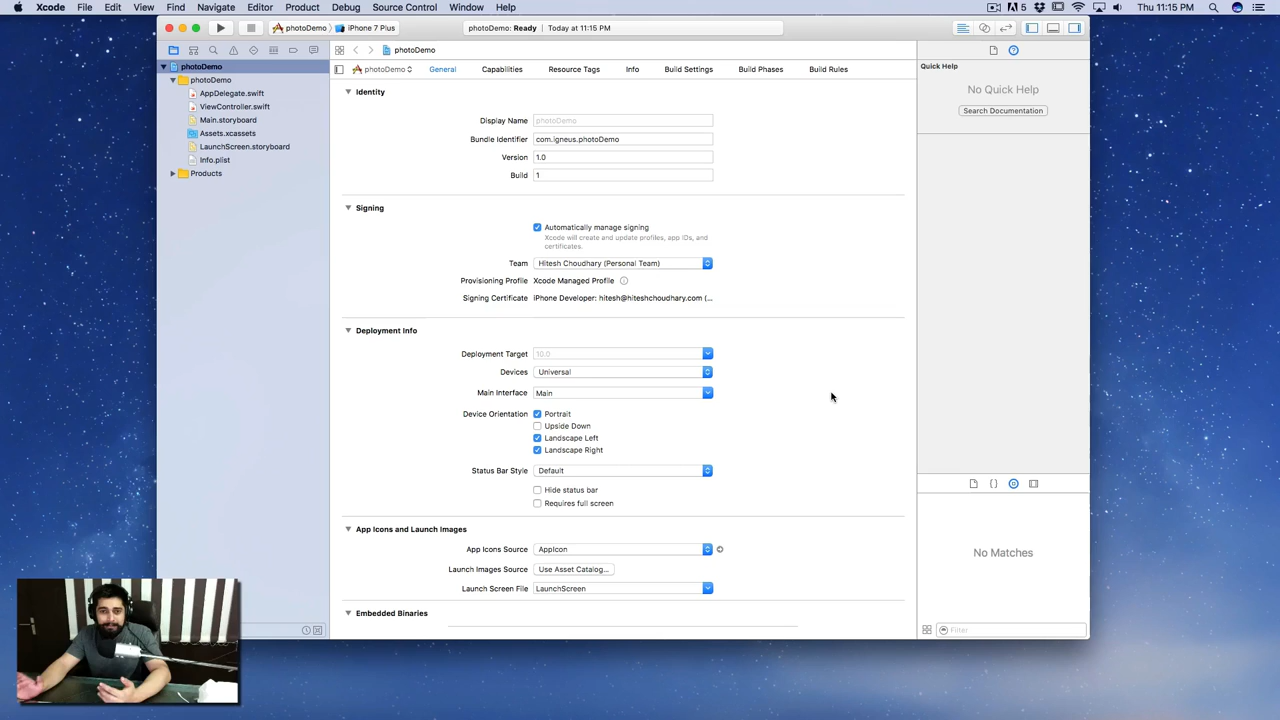 Xcode File Edit View Find Navigate Editor Product Debug Source Control Window Help
5 Thu 11:15 PM
photoDemo iPhone 7 Plus photoDemo: Ready Today at 11:15 PM
photoDemo
photoDemo
photoDemo
AppDelegate.swift
ViewController.swift
Main.storyboard
Assets.xcassets
LaunchScreen.storyboard
Info.plist
Products
photoDemo General Capabilities Resource Tags Info Build Settings Build Phases Build Rules
Identity
Display Name photoDemo
Bundle Identifier com.igneus.photoDemo
Version 1.0
Build 1
Signing
Automatically manage signing
Xcode will create and update profiles, app IDs, and
certificates.
Team Hitesh Choudhary (Personal Team)
Provisioning Profile Xcode Managed Profile
Signing Certificate iPhone Developer: hitesh@hiteshchoudhary.com (...
Deployment Info
Deployment Target 10.0
Devices Universal
Main Interface Main
Device Orientation Portrait
Upside Down
Landscape Left
Landscape Right
Status Bar Style Default
Hide status bar
Requires full screen
App Icons and Launch Images
App Icons Source AppIcon
Launch Images Source Use Asset Catalog...
Launch Screen File LaunchScreen
Embedded Binaries
Quick Help
No Quick Help
Search Documentation
{ }
No Matches
Filter